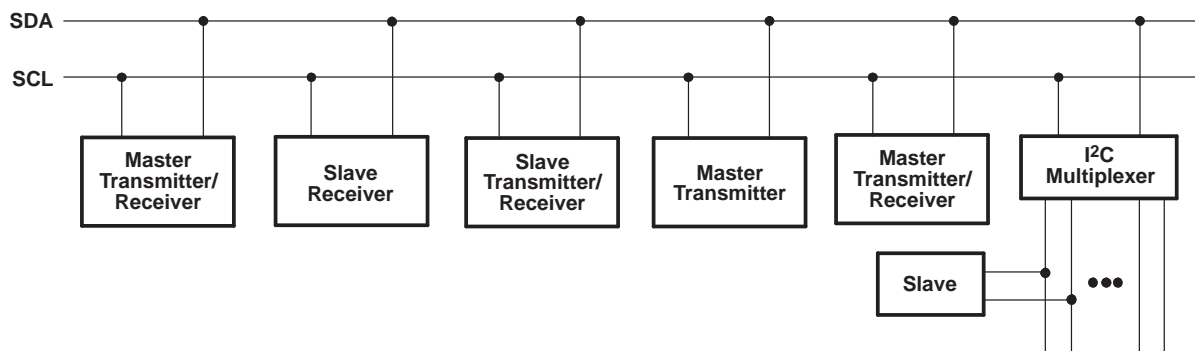 SDA
SCL
Master
Transmitter/
Receiver
Slave
Receiver
Slave
Transmitter/
Receiver
Master
Transmitter
Master
Transmitter/
Receiver
I²C
Multiplexer
Slave